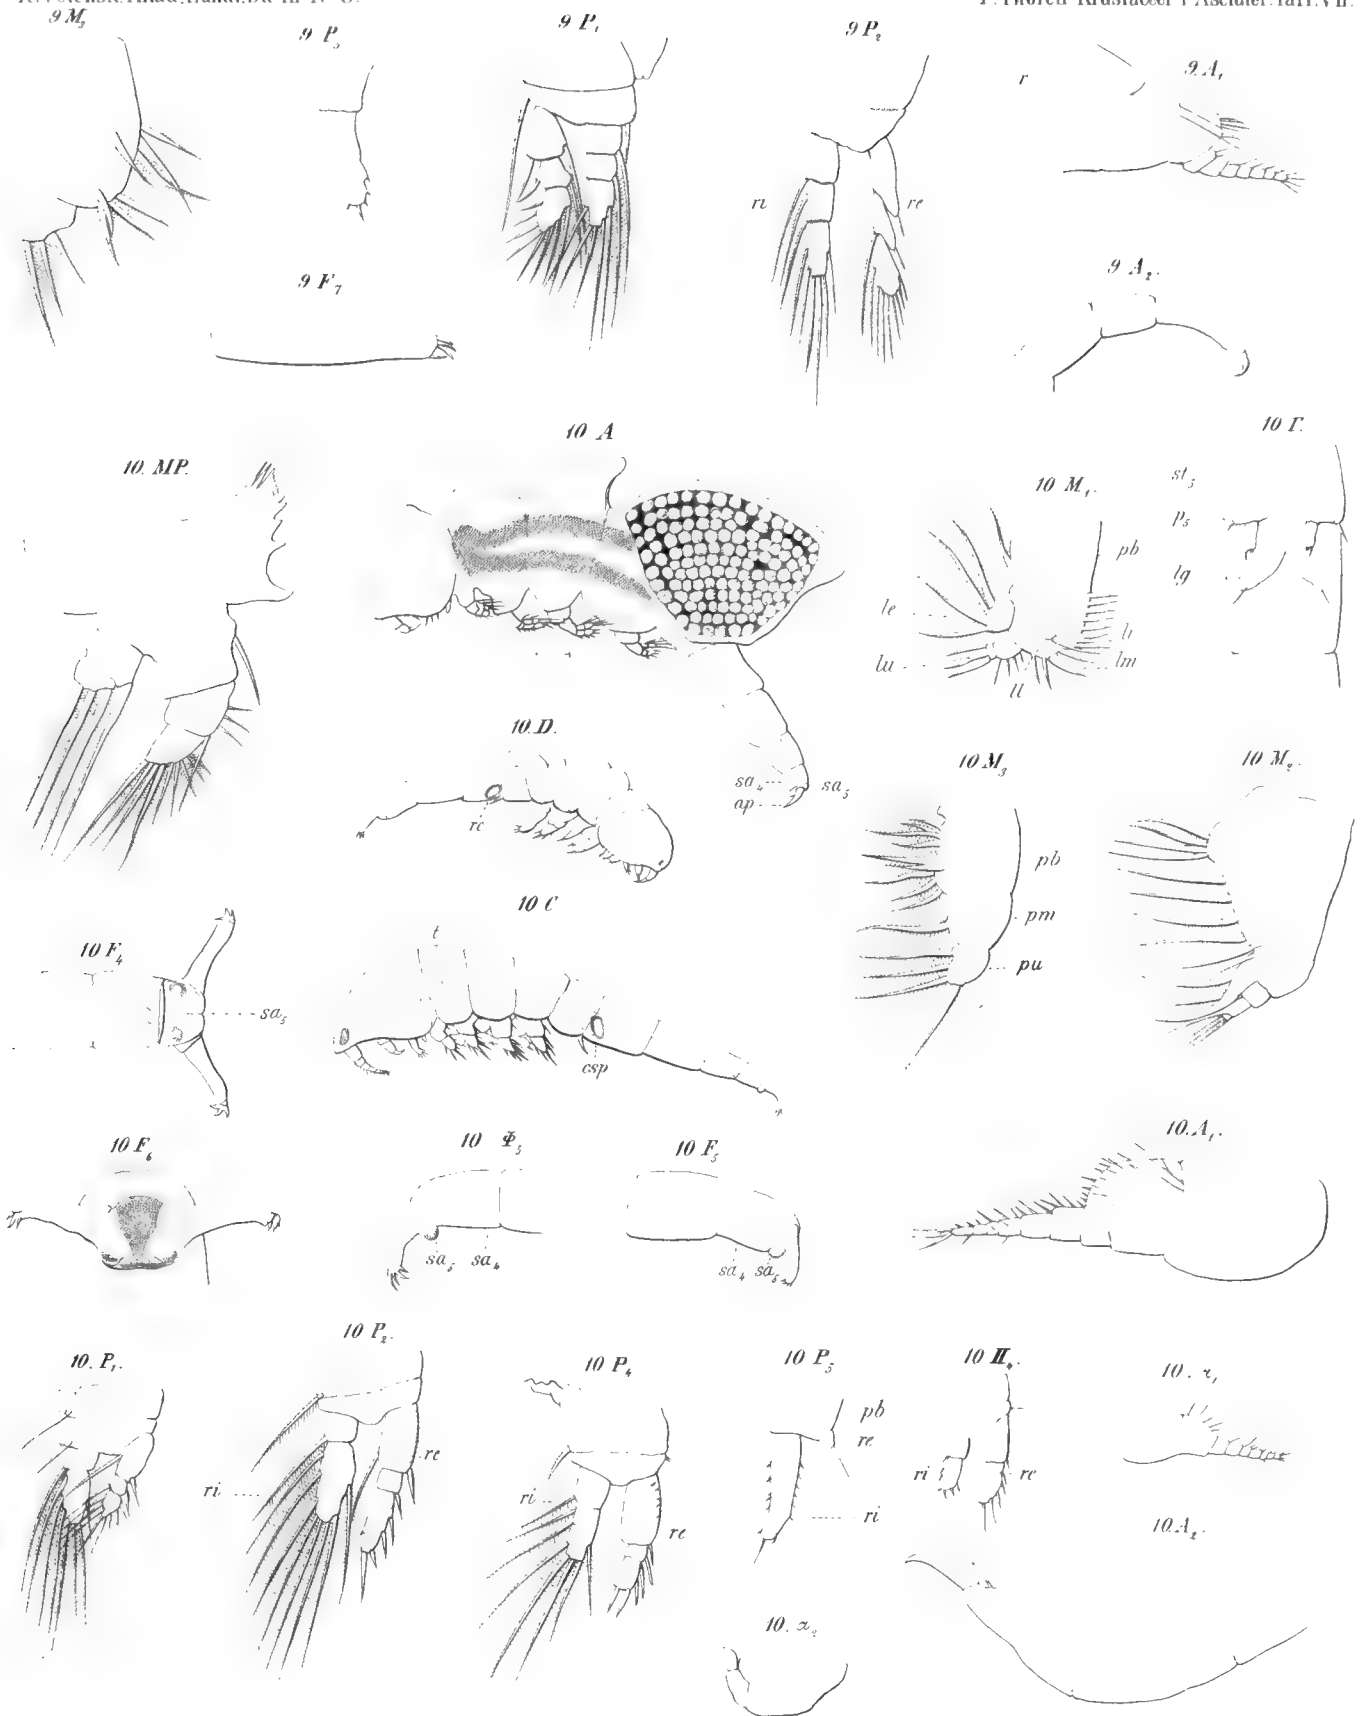 9 M₃
9 P₅
9 P₁
9 P₂
9. A₁
r
ri
re
9 F₇
9 A₂.
10. MP.
10 A
10 M₁.
10 Γ.
st₅
p₅
lg
pb
le
lu
ll
li
lm
10. D.
rc
sa₄
ap
sa₅
10 M₃
10 M₂.
pb
pm
pu
10 F₄
sa₅
10 C
t
csp
10 F₆
10 Φ₅
10 F₅
sa₅ sa₄
sa₄ sa₅
10. A₁.
10. P₁.
10 P₂.
10 P₄
10 P₅
10 Π₄.
ri
re
ri
re
pb
re
ri
ri
re
10. A₂.